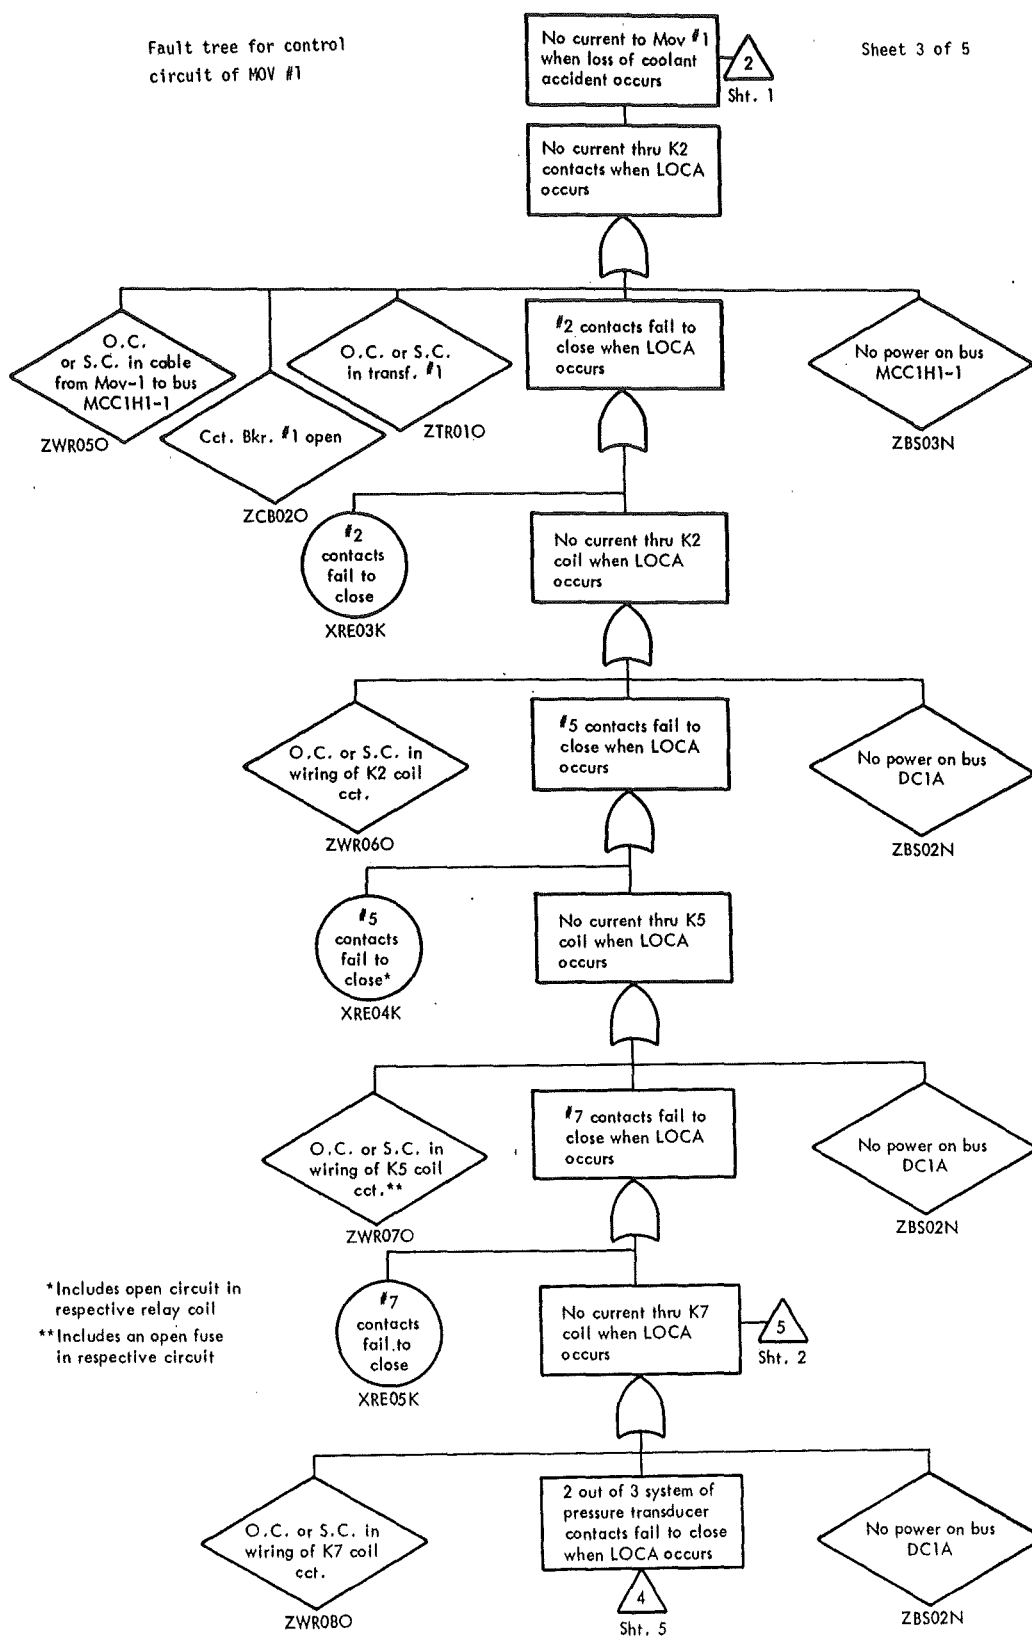 Fault tree for control
circuit of MOV #1
No current to Mov #1
when loss of coolant
accident occurs
2
Sht. 1
Sheet 3 of 5
No current thru K2
contacts when LOCA
occurs
O.C.
or S.C. in cable
from Mov-1 to bus
MCC1H1-1
ZWR05O
Cct. Bkr. #1 open
ZCB02O
O.C. or S.C.
in transf. #1
ZTR01O
#2 contacts fail to
close when LOCA
occurs
No power on bus
MCC1H1-1
ZBS03N
#2
contacts
fail to
close
XRE03K
No current thru K2
coil when LOCA
occurs
O.C. or S.C. in
wiring of K2 coil
cct.
ZWR06O
#5 contacts fail to
close when LOCA
occurs
No power on bus
DC1A
ZBS02N
#5
contacts
fail to
close*
XRE04K
No current thru K5
coil when LOCA
occurs
O.C. or S.C. in
wiring of K5 coil
cct.**
ZWR07O
#7 contacts fail to
close when LOCA
occurs
No power on bus
DC1A
ZBS02N
*Includes open circuit in
respective relay coil
**Includes an open fuse
in respective circuit
#7
contacts
fail to
close
XRE05K
No current thru K7
coil when LOCA
occurs
5
Sht. 2
O.C. or S.C. in
wiring of K7 coil
cct.
ZWR08O
2 out of 3 system of
pressure transducer
contacts fail to close
when LOCA occurs
4
Sht. 5
No power on bus
DC1A
ZBS02N